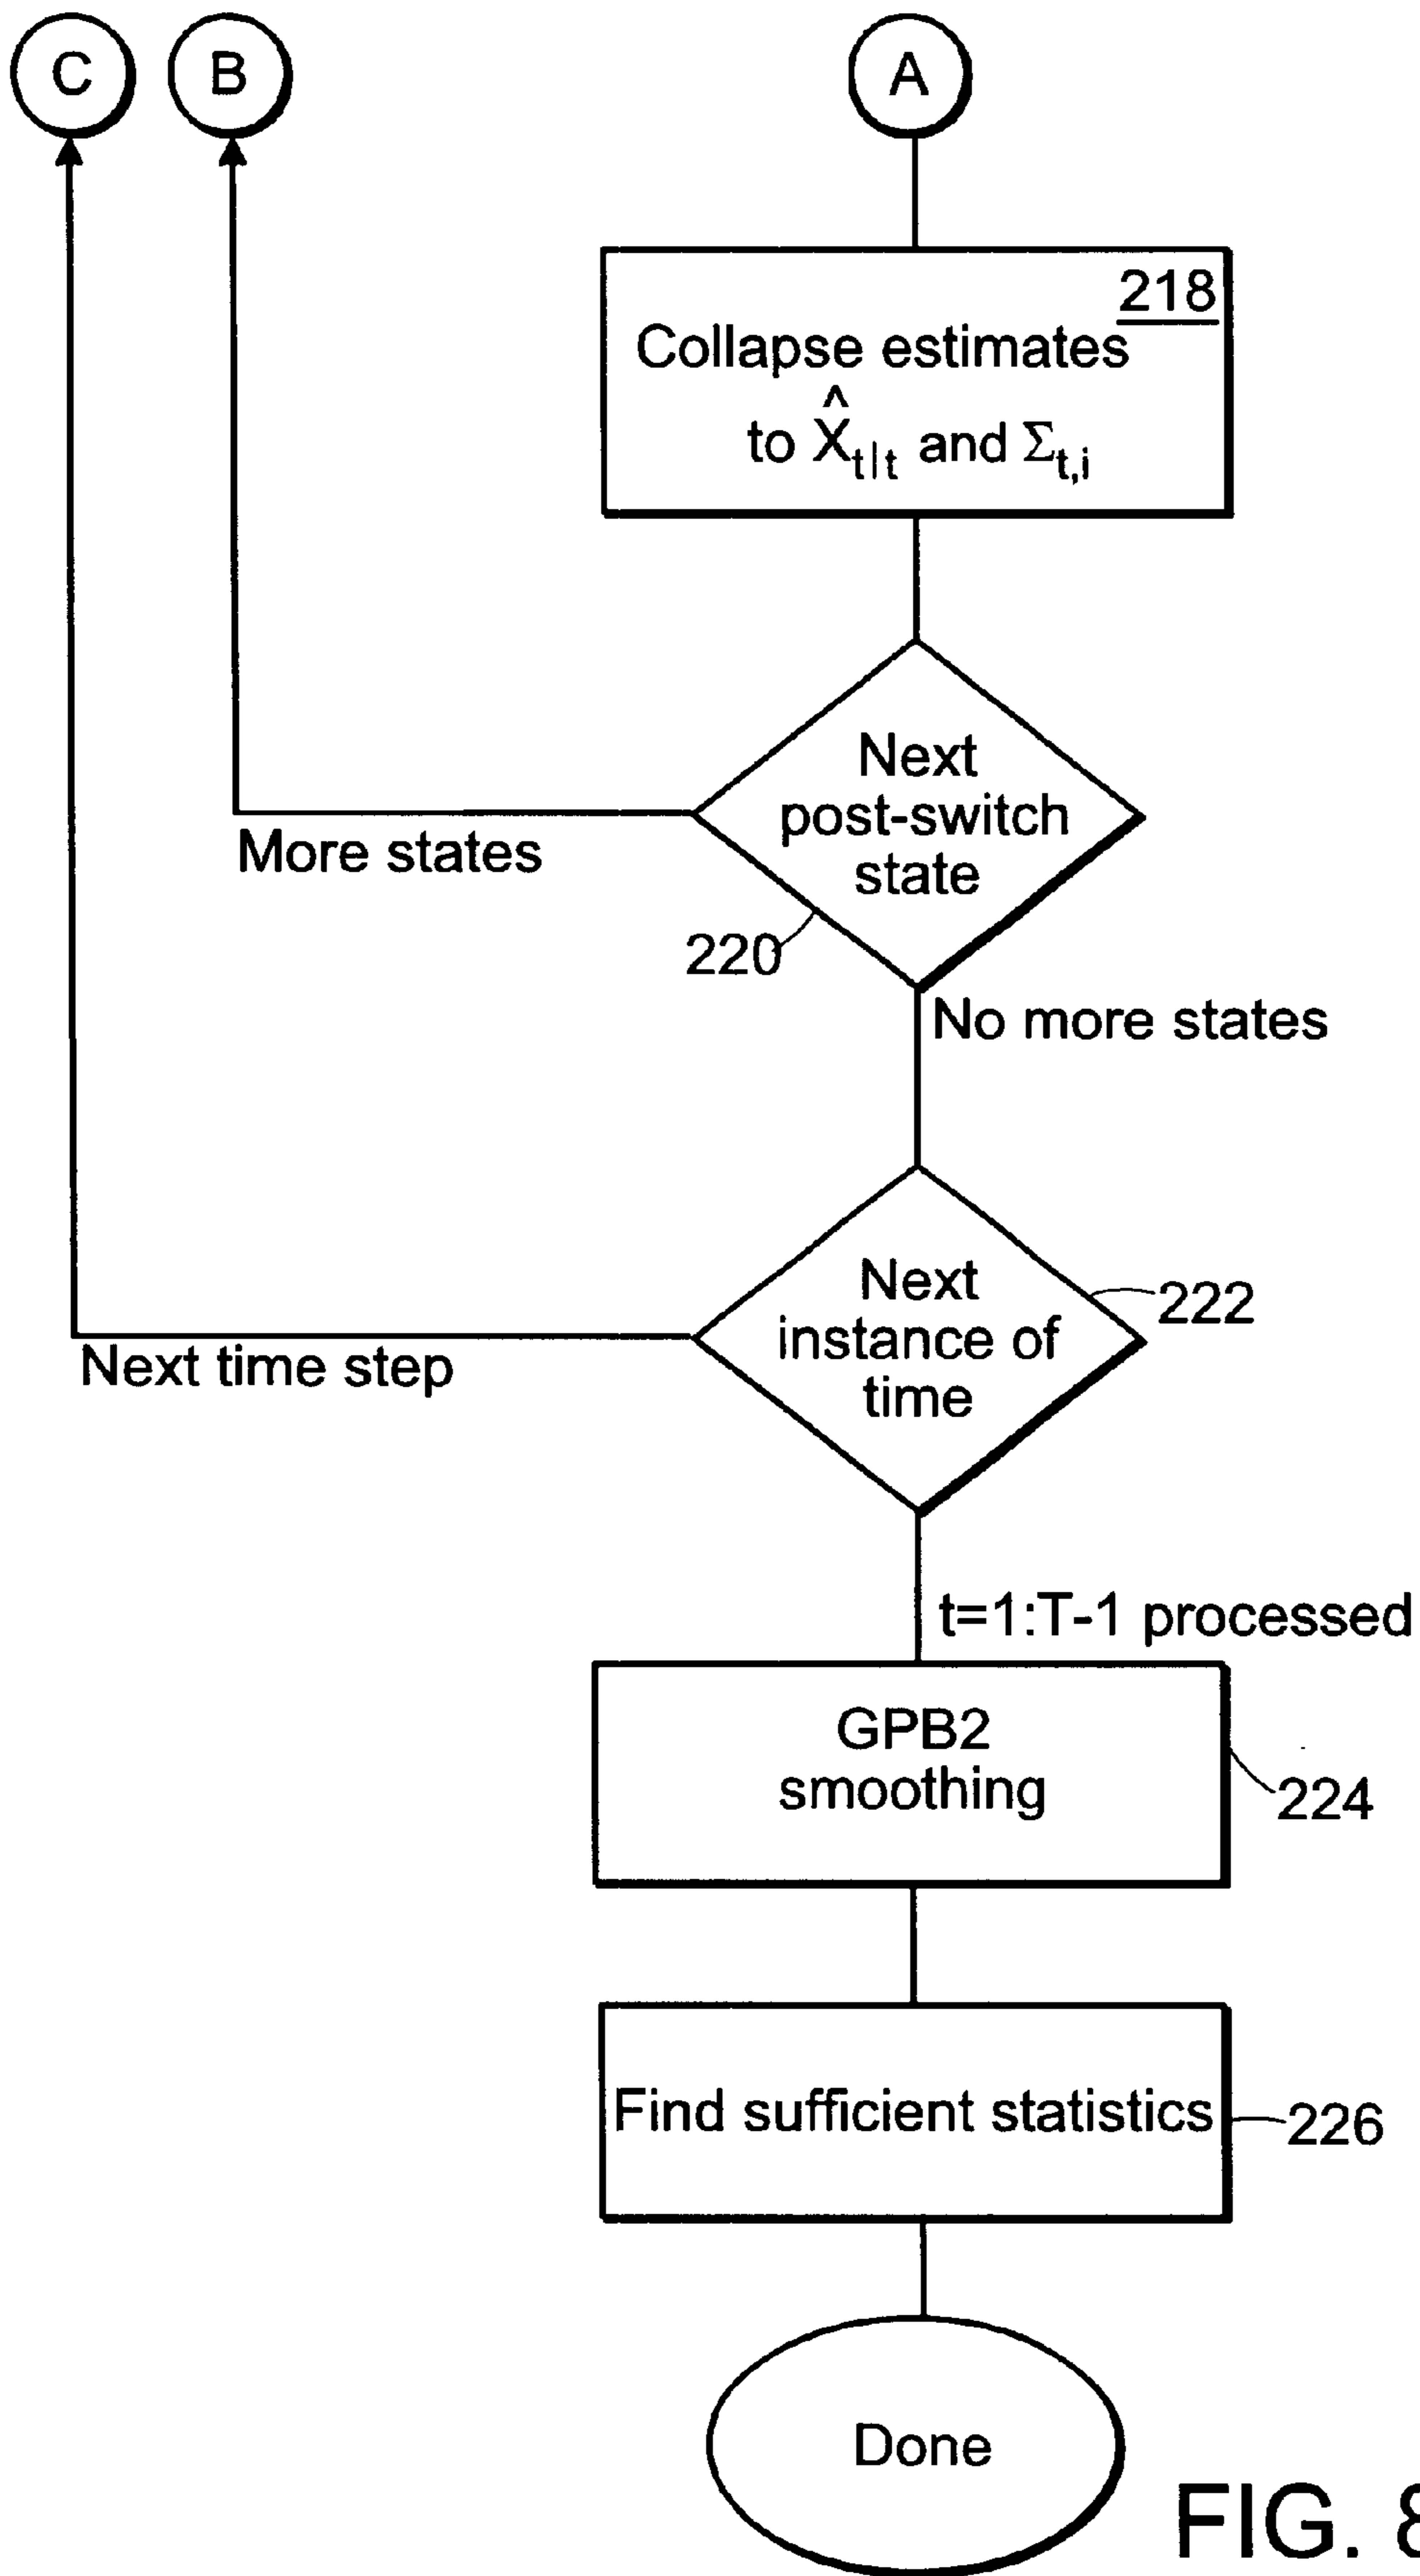 C
B
A
218
Collapse estimates
to X̂t|t and Σt,i
Next
post-switch
state
More states
220
No more states
Next
instance of
time
222
Next time step
t=1:T-1 processed
GPB2
smoothing
224
Find sufficient statistics
226
Done
FIG.